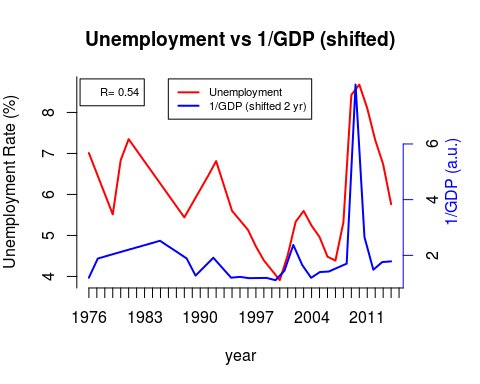 Unemployment vs 1/GDP (shifted)
R= 0.54
Unemployment
1/GDP (shifted 2 yr)
Unemployment Rate (%)
8
7
6
5
4
1/GDP (a.u.)
6
4
2
1976 1983 1990 1997 2004 2011
year